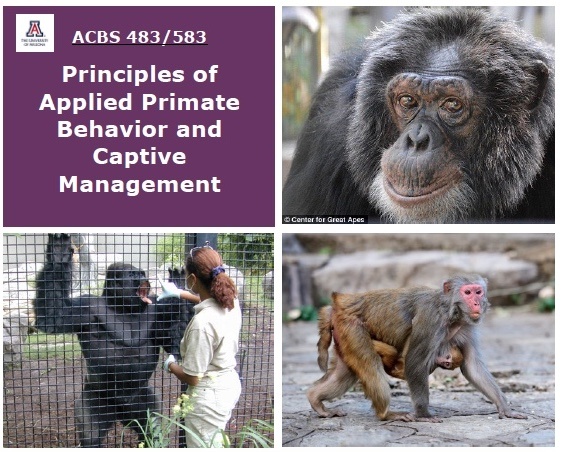 THE UNIVERSITY
OF ARIZONA
ACBS 483/583
Principles of
Applied Primate
Behavior and
Captive
Management
© Center for Great Apes